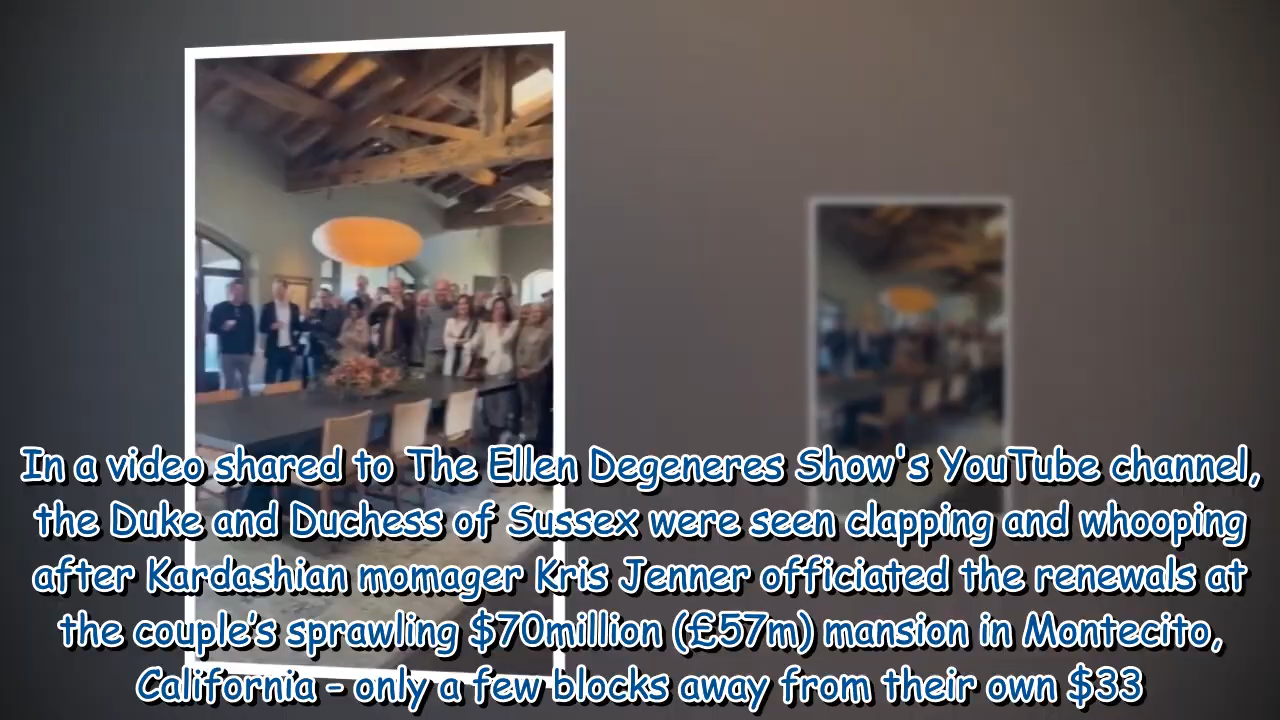 In a video shared to The Ellen Degeneres Show's YouTube channel,
the Duke and Duchess of Sussex were seen clapping and whooping
after Kardashian momager Kris Jenner officiated the renewals at
the couple’s sprawling $70million (£57m) mansion in Montecito,
California - only a few blocks away from their own $33